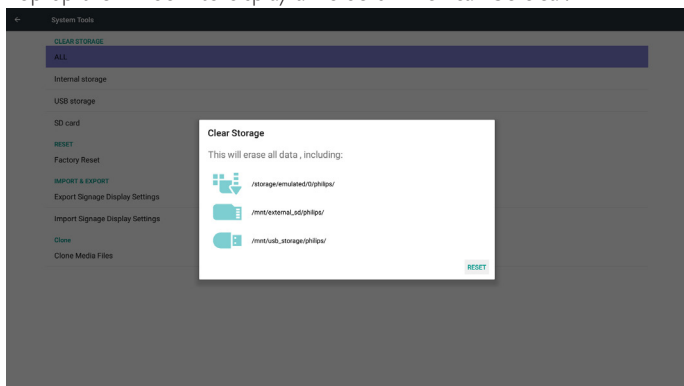 System Tools
CLEAR STORAGE
ALL
Internal storage
USB storage
SD card
RESET
Factory Reset
IMPORT & EXPORT
Export Signage Display Settings
Import Signage Display Settings
Clone
Clone Media Files
Clear Storage
This will erase all data , including:
/storage/emulated/0/philips/
/mnt/external_sd/philips/
/mnt/usb_storage/philips/
RESET